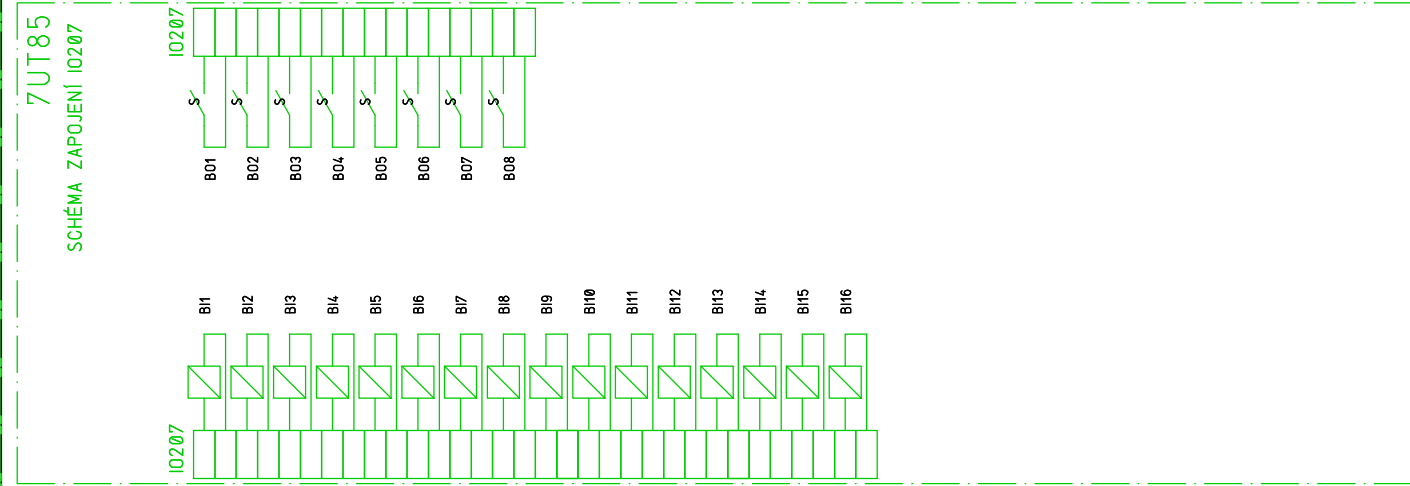 7UT85
SCHÉMA ZAPOJENÍ IO207
IO207
S S S S S S S S
BO1 BO2 BO3 BO4 BO5 BO6 BO7 BO8
BI1 BI2 BI3 BI4 BI5 BI6 BI7 BI8 BI9 BI10 BI11 BI12 BI13 BI14 BI15 BI16
IO207